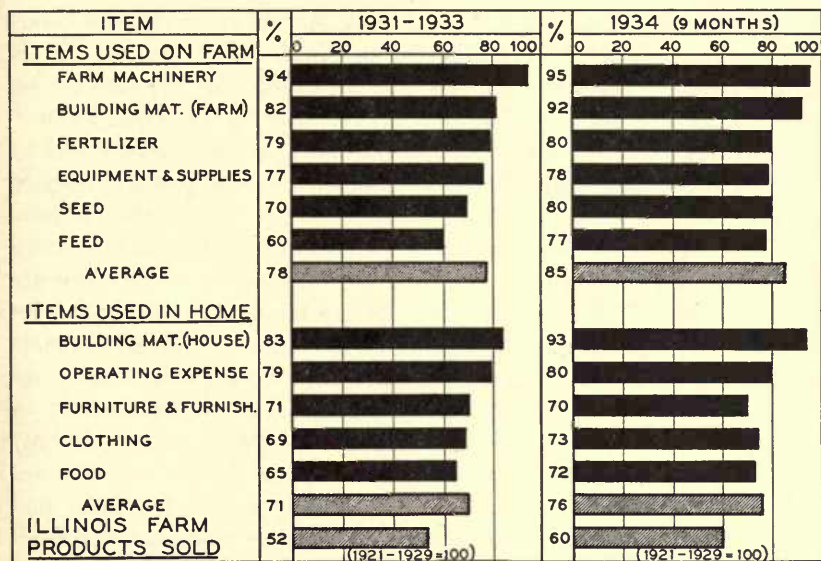 ITEM % 1931-1933 % 1934 (9 MONTHS)
0 20 40 60 80 100 0 20 40 60 80 100
ITEMS USED ON FARM
FARM MACHINERY 94 95
BUILDING MAT. (FARM) 82 92
FERTILIZER 79 80
EQUIPMENT & SUPPLIES 77 78
SEED 70 80
FEED 60 77
AVERAGE 78 85
ITEMS USED IN HOME
BUILDING MAT.(HOUSE) 83 93
OPERATING EXPENSE 79 80
FURNITURE & FURNISH. 71 70
CLOTHING 69 73
FOOD 65 72
AVERAGE 71 76
ILLINOIS FARM
PRODUCTS SOLD 52 60
(1921-1929=100) (1921-1929=100)